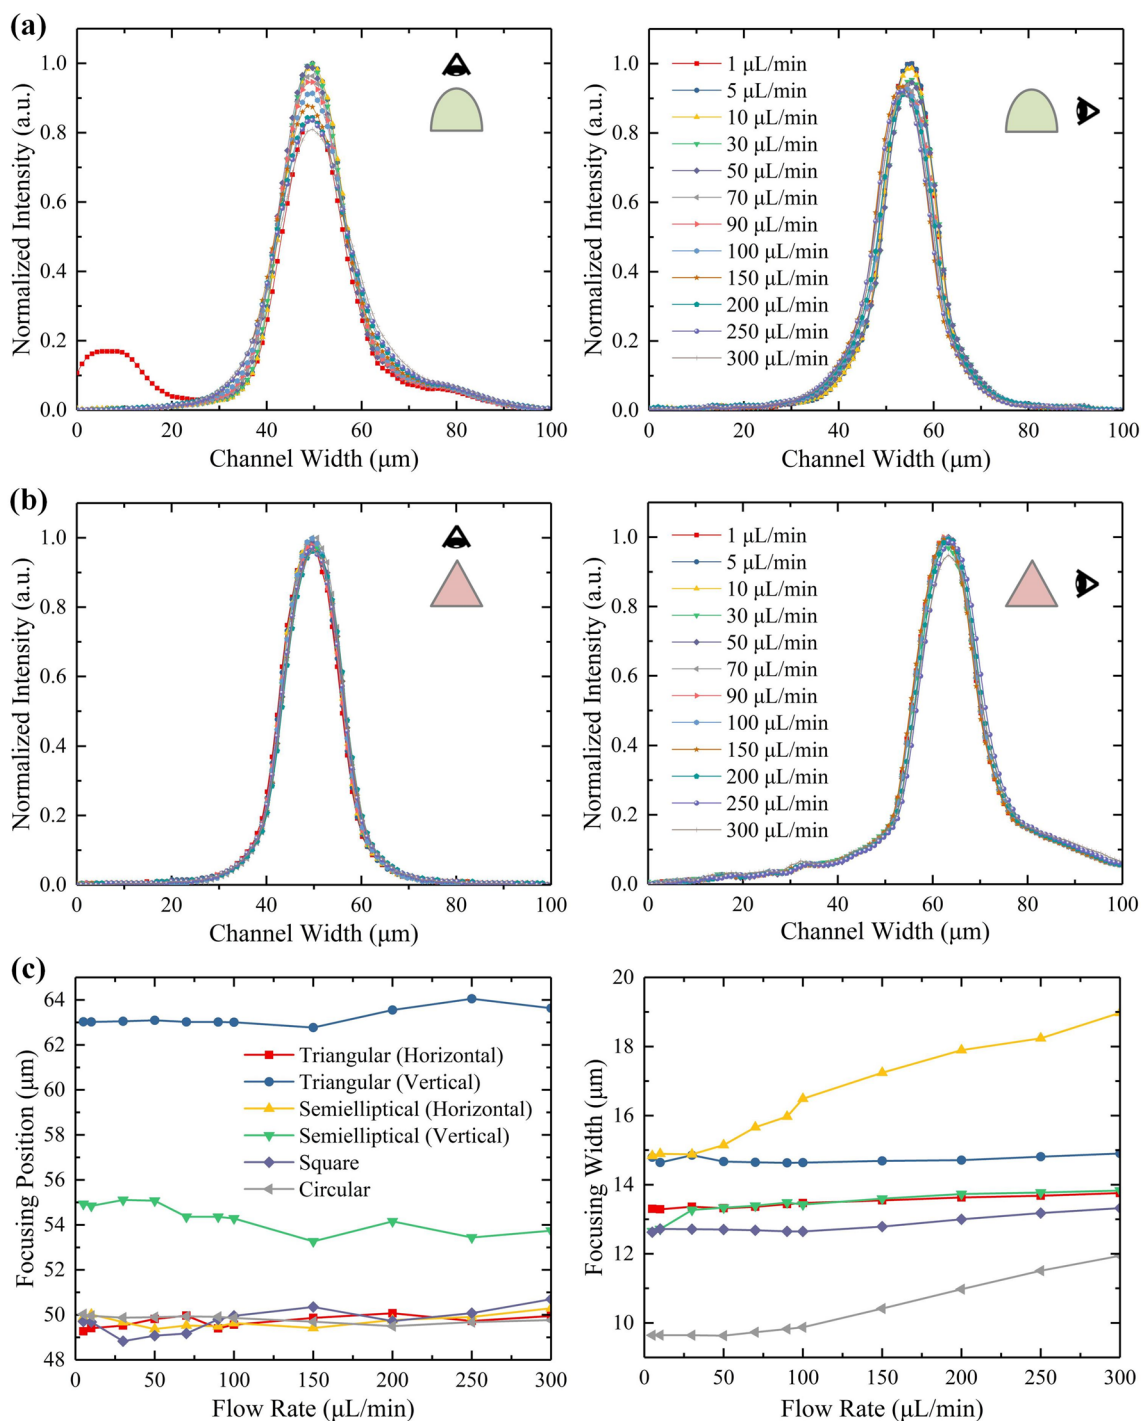 (a)
Normalized Intensity (a.u.)
1.0
0.8
0.6
0.4
0.2
0.0
0 20 40 60 80 100
Channel Width (μm)
Normalized Intensity (a.u.)
1.0
0.8
0.6
0.4
0.2
0.0
1 μL/min
5 μL/min
10 μL/min
30 μL/min
50 μL/min
70 μL/min
90 μL/min
100 μL/min
150 μL/min
200 μL/min
250 μL/min
300 μL/min
0 20 40 60 80 100
Channel Width (μm)
(b)
Normalized Intensity (a.u.)
1.0
0.8
0.6
0.4
0.2
0.0
0 20 40 60 80 100
Channel Width (μm)
Normalized Intensity (a.u.)
1.0
0.8
0.6
0.4
0.2
0.0
1 μL/min
5 μL/min
10 μL/min
30 μL/min
50 μL/min
70 μL/min
90 μL/min
100 μL/min
150 μL/min
200 μL/min
250 μL/min
300 μL/min
0 20 40 60 80 100
Channel Width (μm)
(c)
Focusing Position (μm)
64
62
60
58
56
54
52
50
48
Triangular (Horizontal)
Triangular (Vertical)
Semielliptical (Horizontal)
Semielliptical (Vertical)
Square
Circular
0 50 100 150 200 250 300
Flow Rate (μL/min)
Focusing Width (μm)
20
18
16
14
12
10
0 50 100 150 200 250 300
Flow Rate (μL/min)